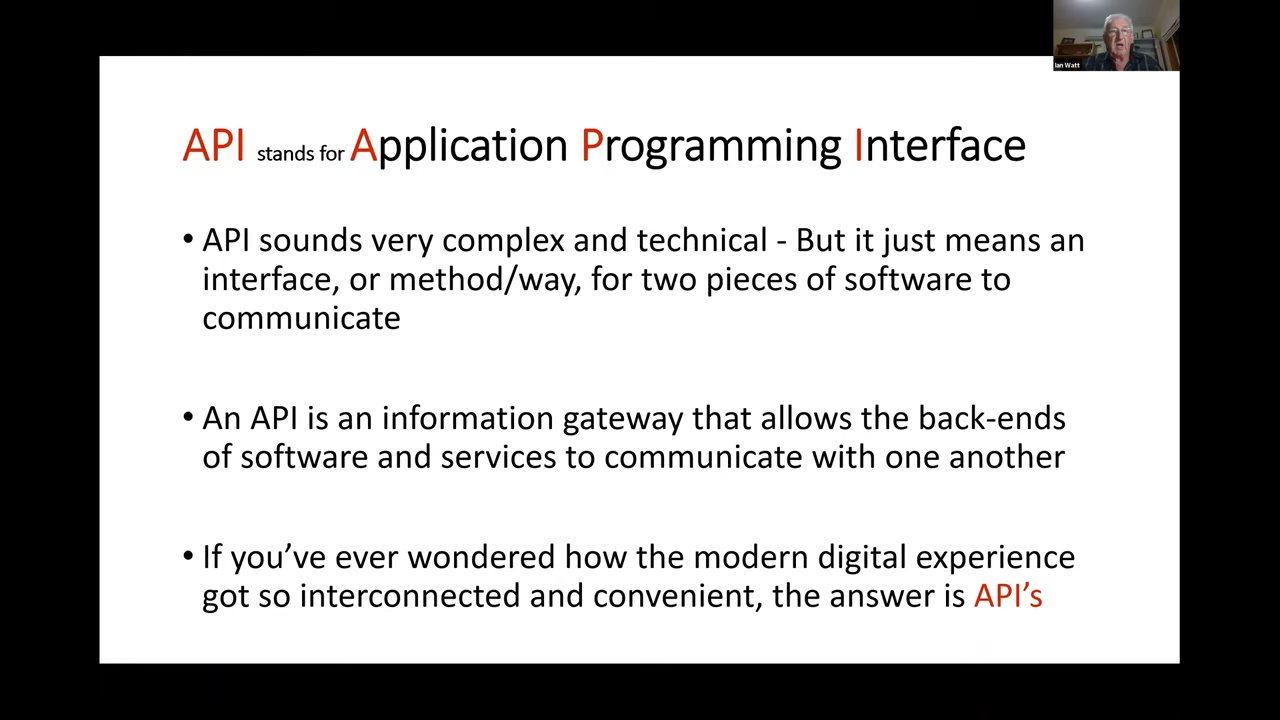 Ian Watt
API stands for Application Programming Interface
• API sounds very complex and technical - But it just means an
interface, or method/way, for two pieces of software to
communicate
• An API is an information gateway that allows the back-ends
of software and services to communicate with one another
• If you’ve ever wondered how the modern digital experience
got so interconnected and convenient, the answer is API’s